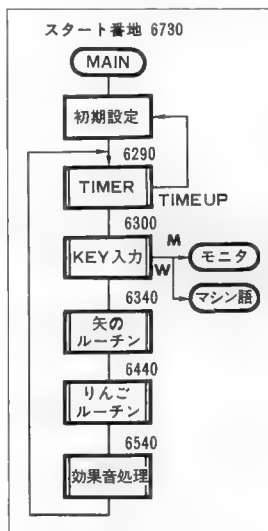 スタート番地 6730
MAIN
初期設定
6290
TIMER
TIMEUP
6300
KEY入力
M
モニタ
W
マシン語
6340
矢の
ルーチン
6440
りんご
ルーチン
6540
効果音処理